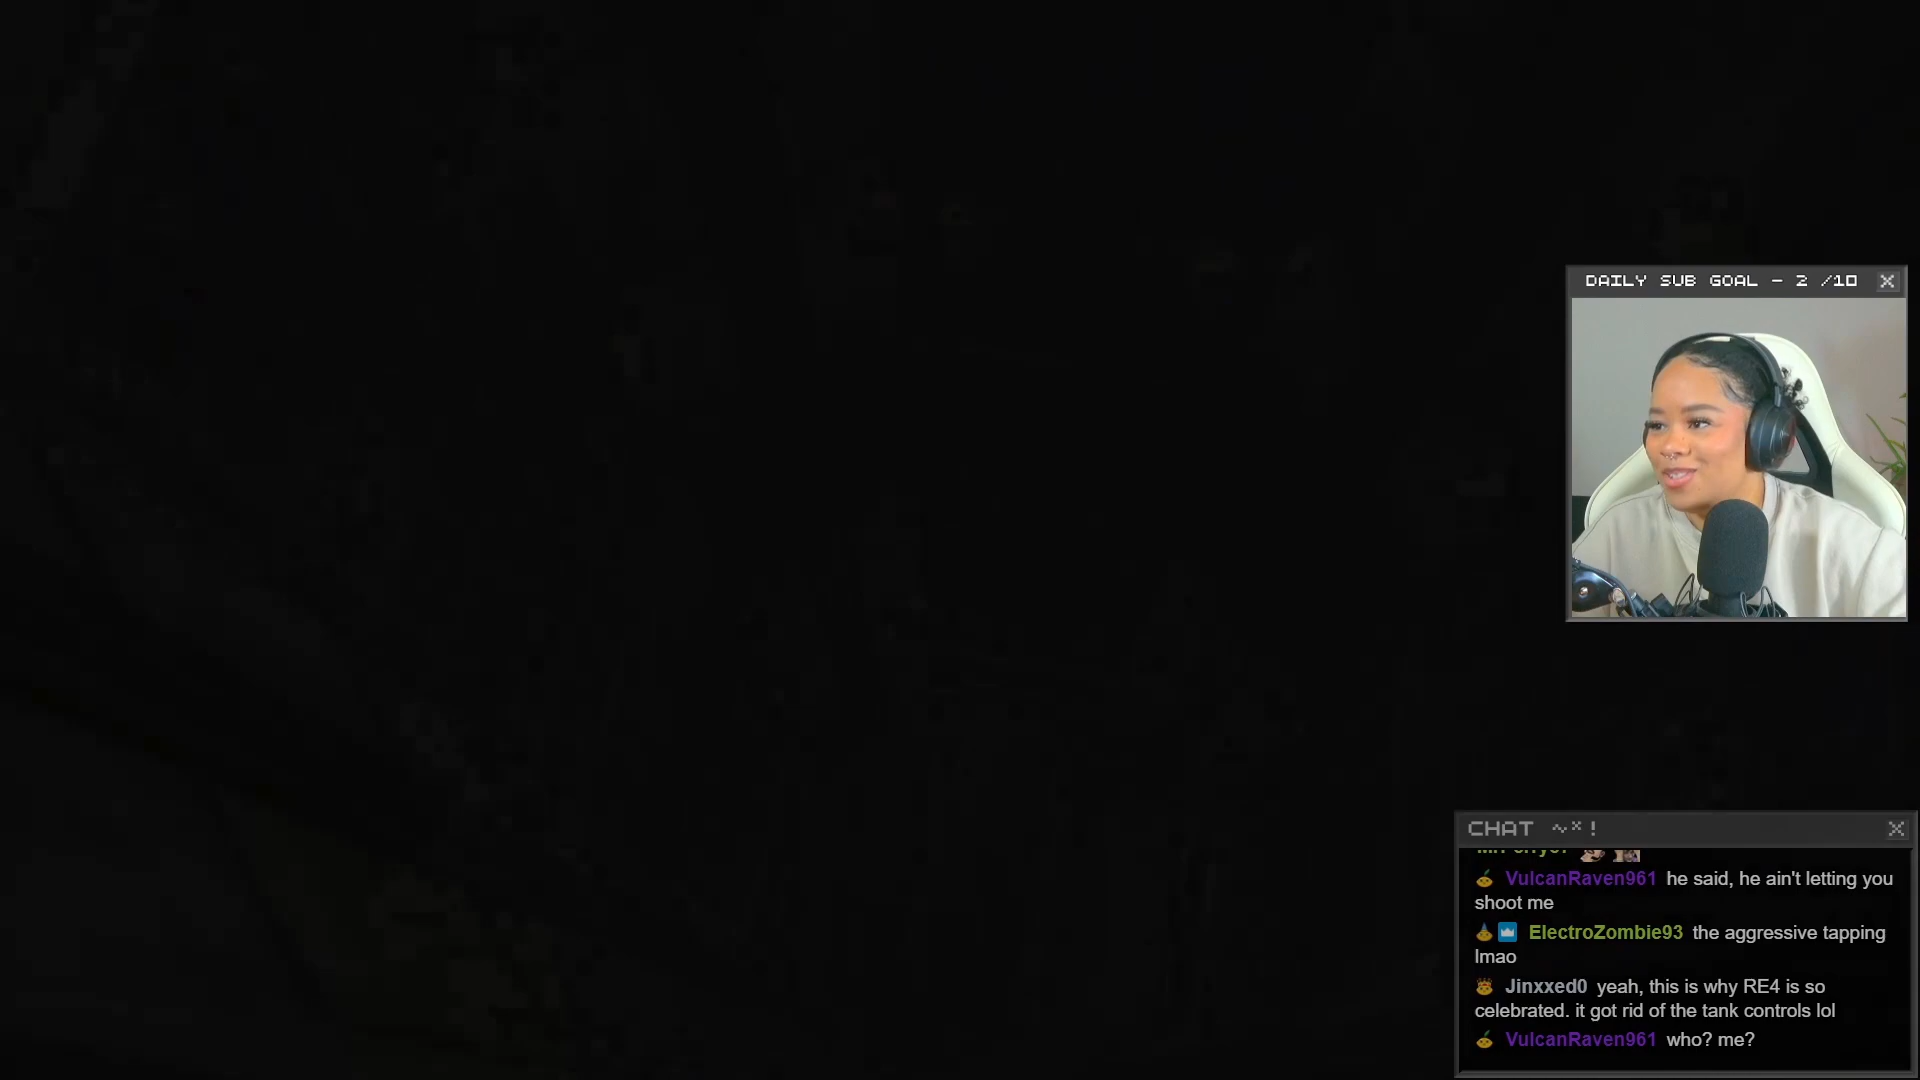 DAILY SUB GOAL - 2 /10
CHAT ~*!
VulcanRaven961 he said, he ain't letting you
shoot me
ElectroZombie93 the aggressive tapping
lmao
Jinxxed0 yeah, this is why RE4 is so
celebrated. it got rid of the tank controls lol
VulcanRaven961 who? me?